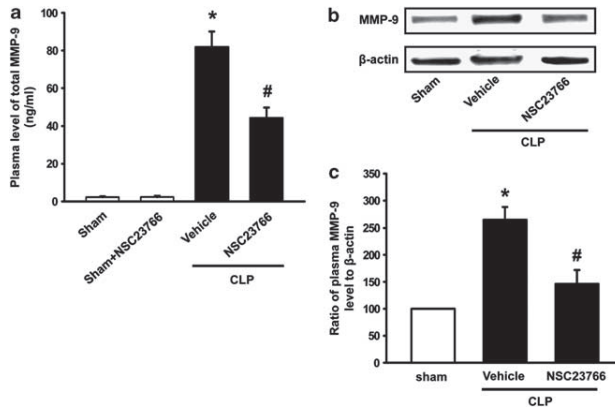 a
Plasma level of total MMP-9
(ng/ml)
100
80
60
40
20
0
*
#
Sham
Sham+NSC23766
Vehicle
NSC23766
CLP
b
MMP-9
β-actin
Sham
Vehicle
NSC23766
CLP
c
Ratio of plasma MMP-9
level to β-actin
350
300
250
200
150
100
50
0
*
#
sham
Vehicle
NSC23766
CLP